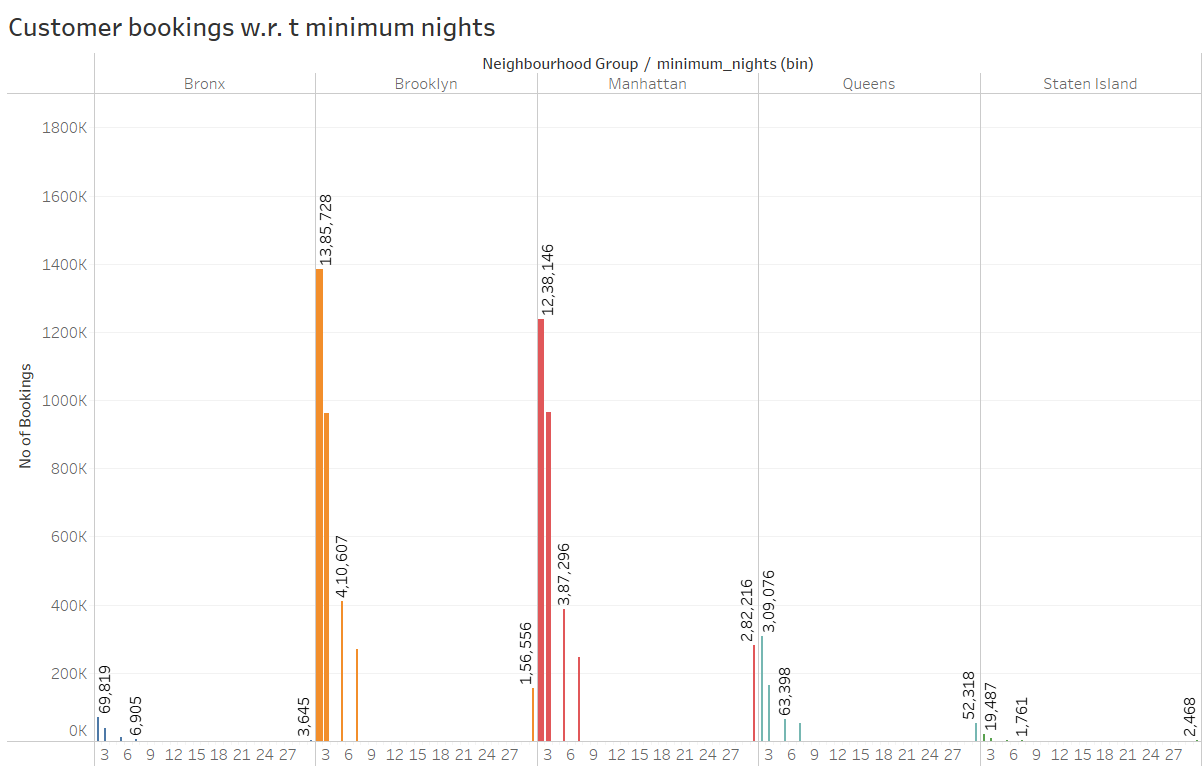 Customer bookings w.r. t minimum nights
Neighbourhood Group / minimum_nights (bin)
Bronx Brooklyn Manhattan Queens Staten Island
No of Bookings
1800K
1600K
1400K
1200K
1000K
800K
600K
400K
200K
0K
69,819
6,905
3,645
13,85,728
4,10,607
1,56,556
12,38,146
3,87,296
2,82,216
3,09,076
63,398
52,318
19,487
1,761
2,468
3 6 9 12 15 18 21 24 27 3 6 9 12 15 18 21 24 27 3 6 9 12 15 18 21 24 27 3 6 9 12 15 18 21 24 27 3 6 9 12 15 18 21 24 27